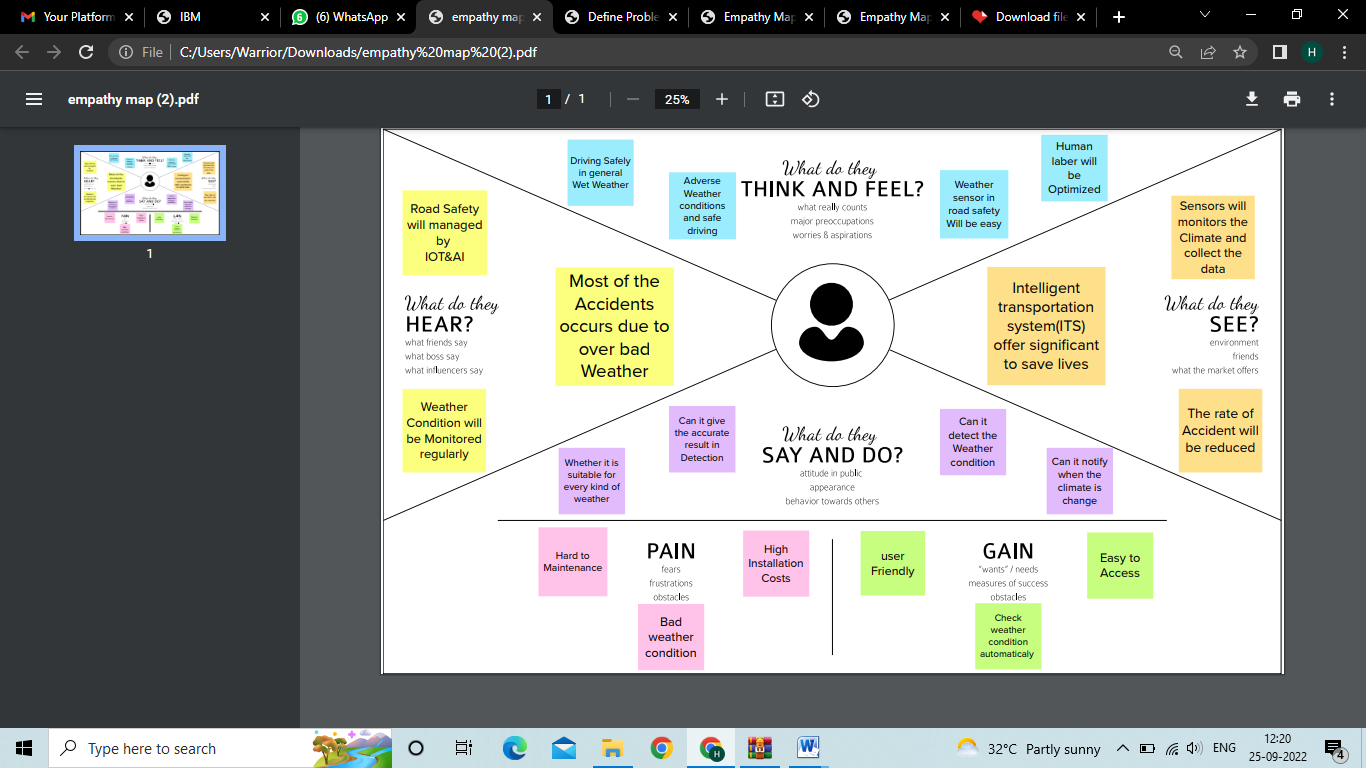 Your Platform
IBM
(6) WhatsApp
empathy map
Define Proble
Empathy Map
Empathy Map
Download file
File
C:/Users/Warrior/Downloads/empathy%20map%20(2).pdf
H
empathy map (2).pdf
1 / 1
25%
1
Driving Safely
in general
Wet Weather
Adverse
Weather
conditions
and safe
driving
What do they
THINK AND FEEL?
what really counts
major preoccupations
worries & aspirations
Weather
sensor in
road safety
Will be easy
Human
laber will
be
Optimized
Road Safety
will managed
by
IOT&AI
Most of the
Accidents
occurs due to
over bad
Weather
What do they
HEAR?
what friends say
what boss say
what influencers say
Weather
Condition will
be Monitored
regularly
Intelligent
transportation
system(ITS)
offer significant
to save lives
Sensors will
monitors the
Climate and
collect the
data
What do they
SEE?
environment
friends
what the market offers
The rate of
Accident will
be reduced
Whether it is
suitable for
every kind of
weather
Can it give
the accurate
result in
Detection
What do they
SAY AND DO?
attitude in public
appearance
behavior towards others
Can it
detect the
Weather
condition
Can it notify
when the
climate is
change
Hard to
Maintenance
PAIN
fears
frustrations
obstacles
High
Installation
Costs
Bad
weather
condition
user
Friendly
GAIN
"wants" / needs
measures of success
obstacles
Easy to
Access
Check
weather
condition
automaticaly
Type here to search
32°C Partly sunny
ENG
12:20
25-09-2022
4